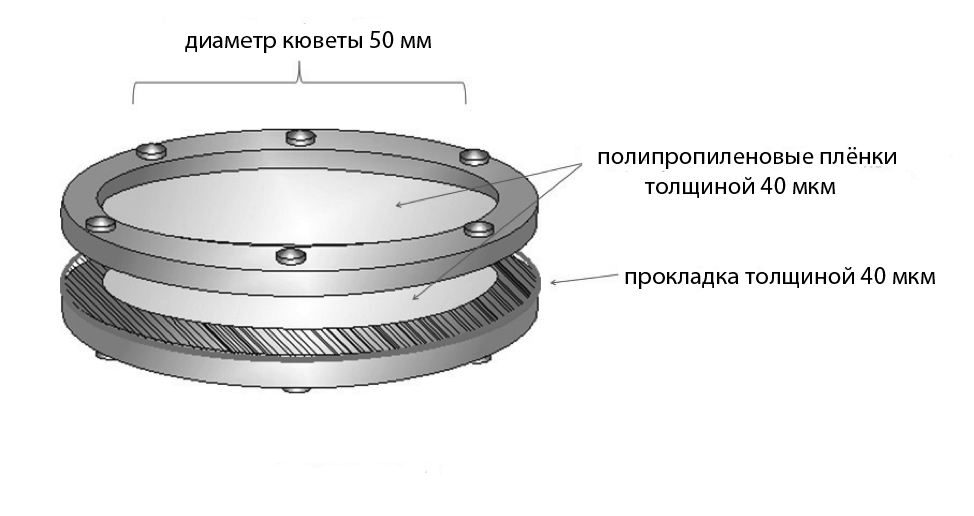 диаметр кюветы 50 мм
полипропиленовые плёнки
толщиной 40 мкм
прокладка толщиной 40 мкм